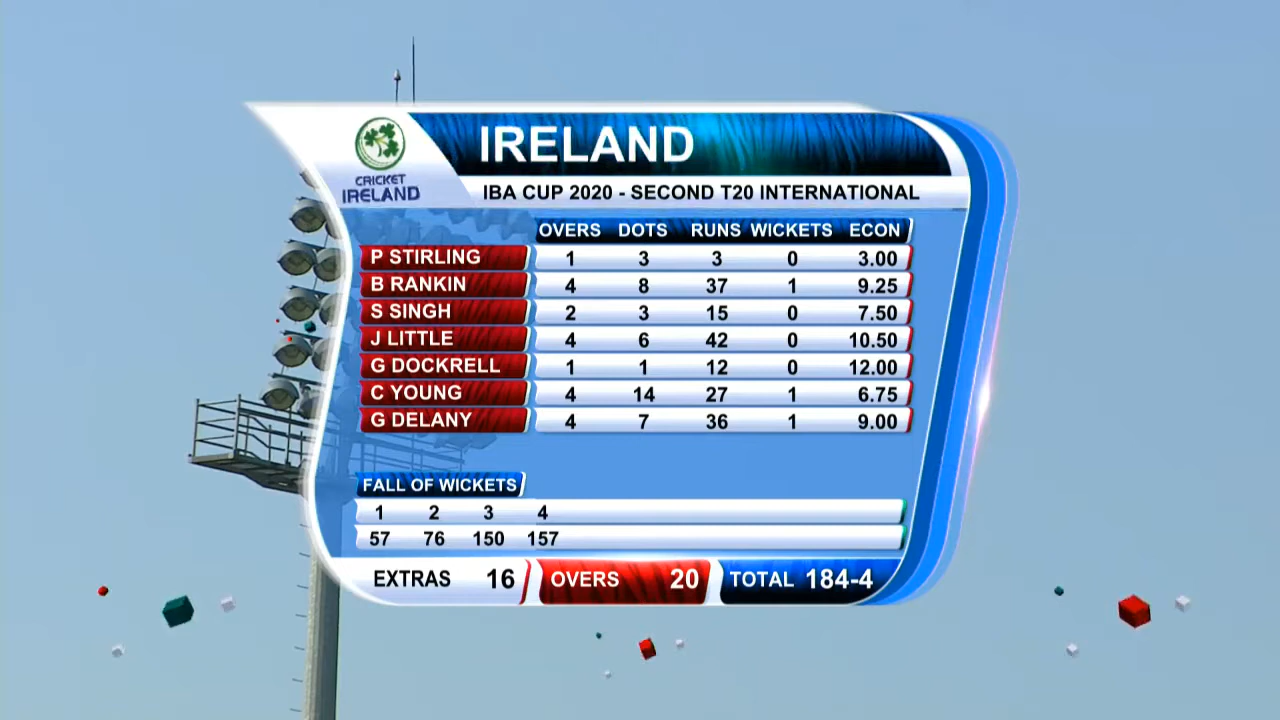 CRICKET
IRELAND
IRELAND
IBA CUP 2020 - SECOND T20 INTERNATIONAL
OVERS DOTS RUNS WICKETS ECON
P STIRLING 1 3 3 0 3.00
B RANKIN 4 8 37 1 9.25
S SINGH 2 3 15 0 7.50
J LITTLE 4 6 42 0 10.50
G DOCKRELL 1 1 12 0 12.00
C YOUNG 4 14 27 1 6.75
G DELANY 4 7 36 1 9.00
FALL OF WICKETS
1 2 3 4
57 76 150 157
EXTRAS 16 OVERS 20 TOTAL 184-4